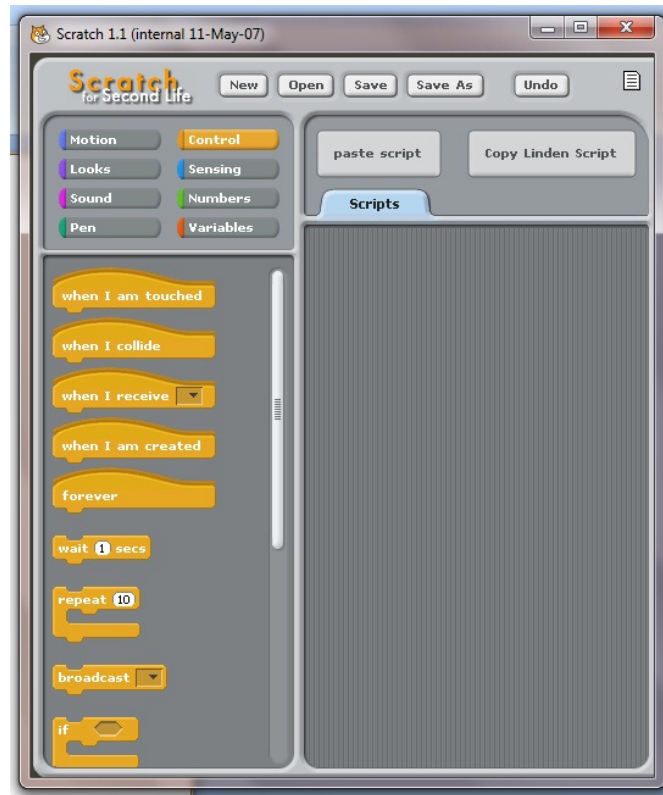 Scratch 1.1 (internal 11-May-07)
Scratch
for Second Life
New Open Save Save As Undo
Motion Control
Looks Sensing
Sound Numbers
Pen Variables
paste script Copy Linden Script
Scripts
when I am touched
when I collide
when I receive
when I am created
forever
wait 1 secs
repeat 10
broadcast
if